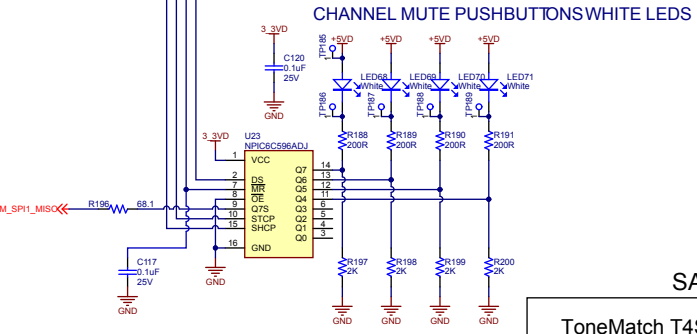 CHANNEL MUTE PUSHBUTTONS WHITE LEDS
3_3VD
C120
0.1uF
25V
GND
+5VD
+5VD
+5VD
+5VD
TP185
LED68
White
LED69
White
LED70
White
LED71
White
TP186
TP187
TP188
TP189
R188
200R
R189
200R
R190
200R
R191
200R
3_3VD
U23
NPIC6C596ADJ
1
VCC
2
DS
7
MR
8
OE
9
Q7S
10
STCP
15
SHCP
16
GND
Q7
14
Q6
13
Q5
12
Q4
11
Q3
6
Q2
5
Q1
4
Q0
3
M_SPI1_MISO
R196
68.1
C117
0.1uF
25V
GND
GND
R197
2K
R198
2K
R199
2K
R200
2K
GND
GND
GND
GND
SA
ToneMatch T4S